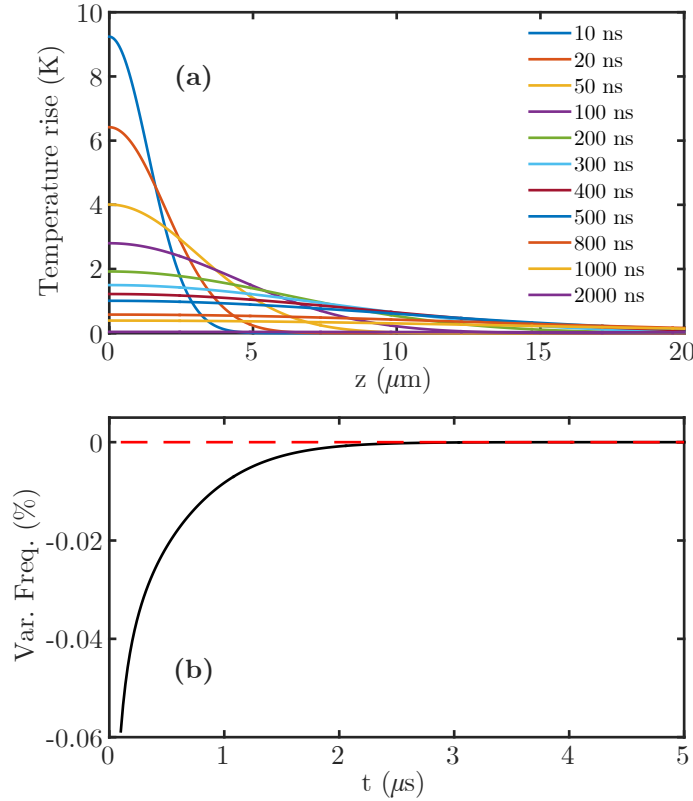 10
8
6
4
2
0
Temperature rise (K)
(a)
10 ns
20 ns
50 ns
100 ns
200 ns
300 ns
400 ns
500 ns
800 ns
1000 ns
2000 ns
0 5 10 15 20
z (μm)
0
-0.02
-0.04
-0.06
Var. Freq. (%)
(b)
0 1 2 3 4 5
t (μs)